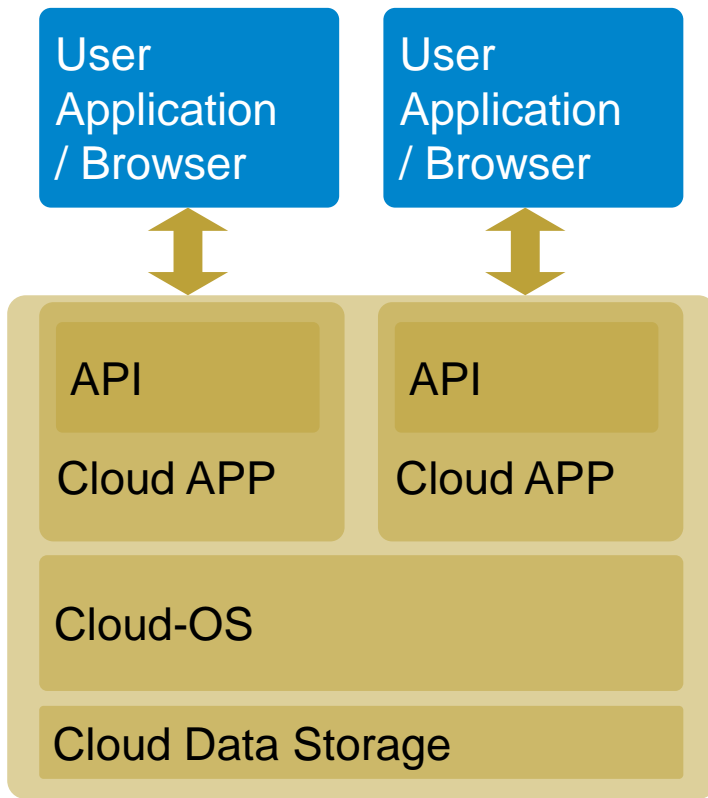 User
Application
/ Browser
User
Application
/ Browser
API
Cloud APP
API
Cloud APP
Cloud-OS
Cloud Data Storage